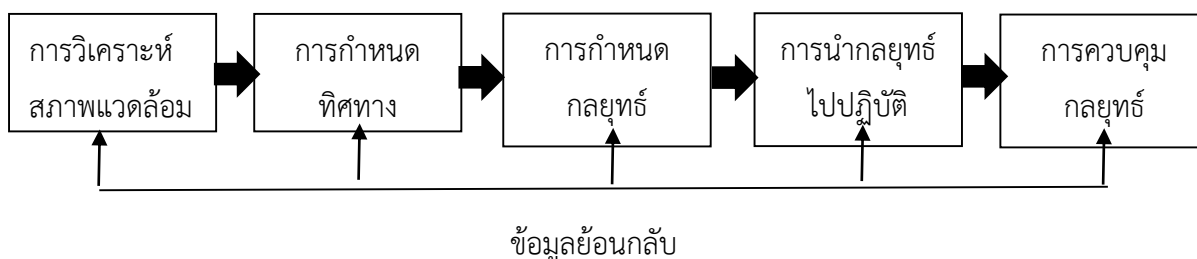 การวิเคราะห์
สภาพแวดล้อม
การกำหนด
ทิศทาง
การกำหนด
กลยุทธ์
การนำกลยุทธ์
ไปปฏิบัติ
การควบคุม
กลยุทธ์
ข้อมูลย้อนกลับ